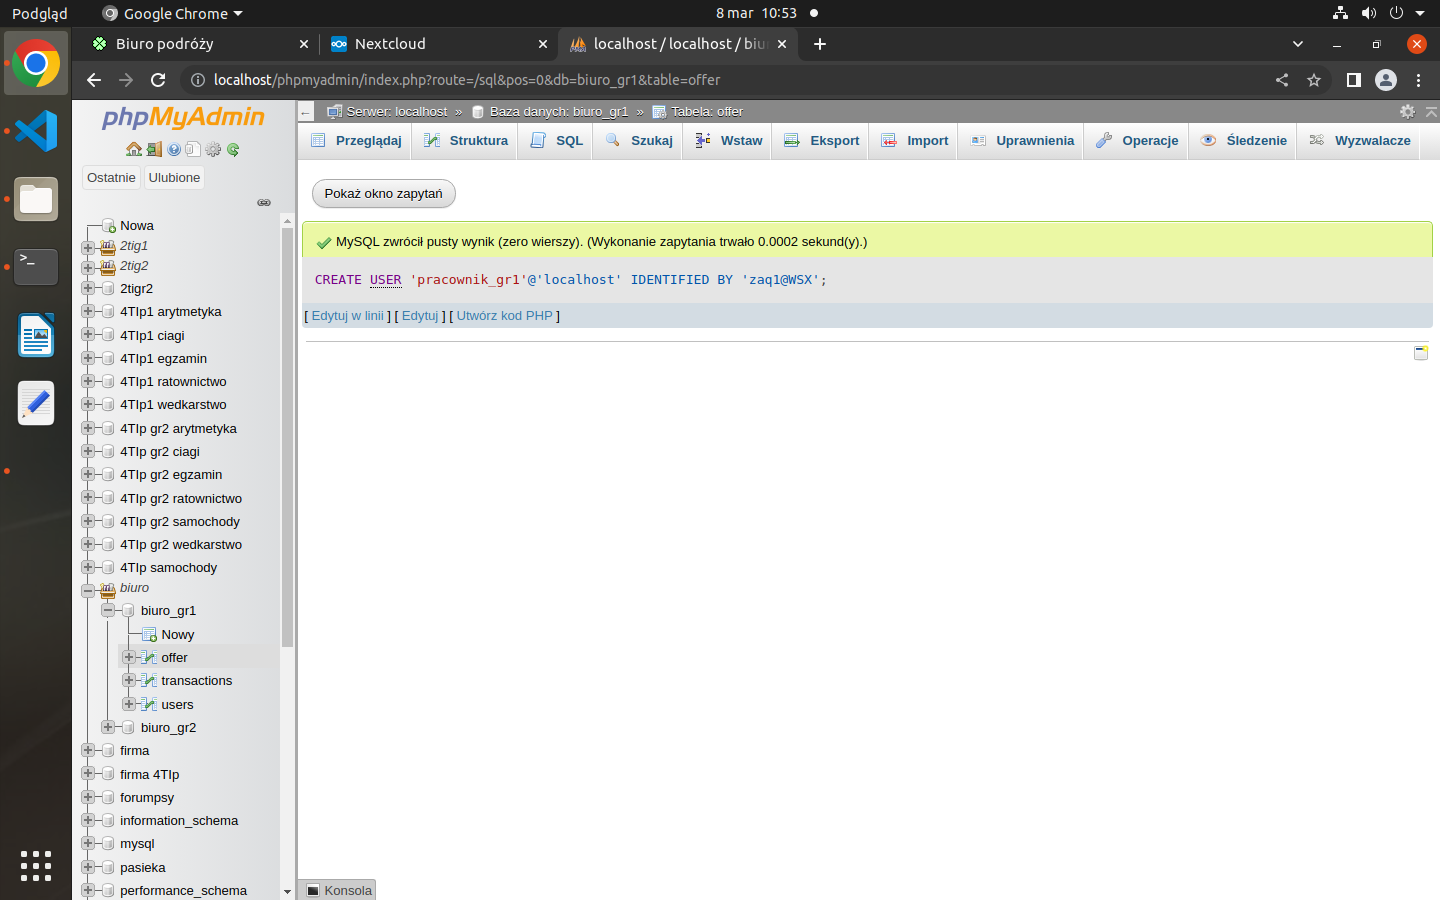 Podgląd
Google Chrome
8 mar 10:53
Biuro podróży
Nextcloud
localhost / localhost / biu
localhost/phpmyadmin/index.php?route=/sql&pos=0&db=biuro_gr1&table=offer
phpMyAdmin
Ostatnie
Ulubione
Nowa
2tig1
2tig2
2tigr2
4TIp1 arytmetyka
4TIp1 ciagi
4TIp1 egzamin
4TIp1 ratownictwo
4TIp1 wedkarstwo
4TIp gr2 arytmetyka
4TIp gr2 ciagi
4TIp gr2 egzamin
4TIp gr2 ratownictwo
4TIp gr2 samochody
4TIp gr2 wedkarstwo
4TIp samochody
biuro
biuro_gr1
Nowy
offer
transactions
users
biuro_gr2
firma
firma 4TIp
forumpsy
information_schema
mysql
pasieka
performance_schema
Serwer: localhost » Baza danych: biuro_gr1 » Tabela: offer
Przeglądaj
Struktura
SQL
Szukaj
Wstaw
Eksport
Import
Uprawnienia
Operacje
Śledzenie
Wyzwalacze
Pokaż okno zapytań
MySQL zwrócił pusty wynik (zero wierszy). (Wykonanie zapytania trwało 0.0002 sekund(y).)
CREATE USER 'pracownik_gr1'@'localhost' IDENTIFIED BY 'zaq1@WSX';
[ Edytuj w linii ] [ Edytuj ] [ Utwórz kod PHP ]
Konsola